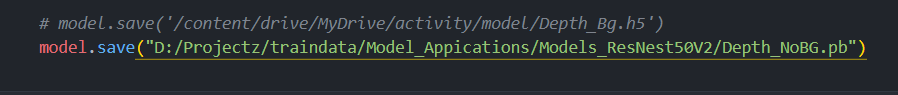 # model.save('/content/drive/MyDrive/activity/model/Depth_Bg.h5')
model.save("D:/Projectz/traindata/Model_Appications/Models_ResNest50V2/Depth_NoBG.pb")